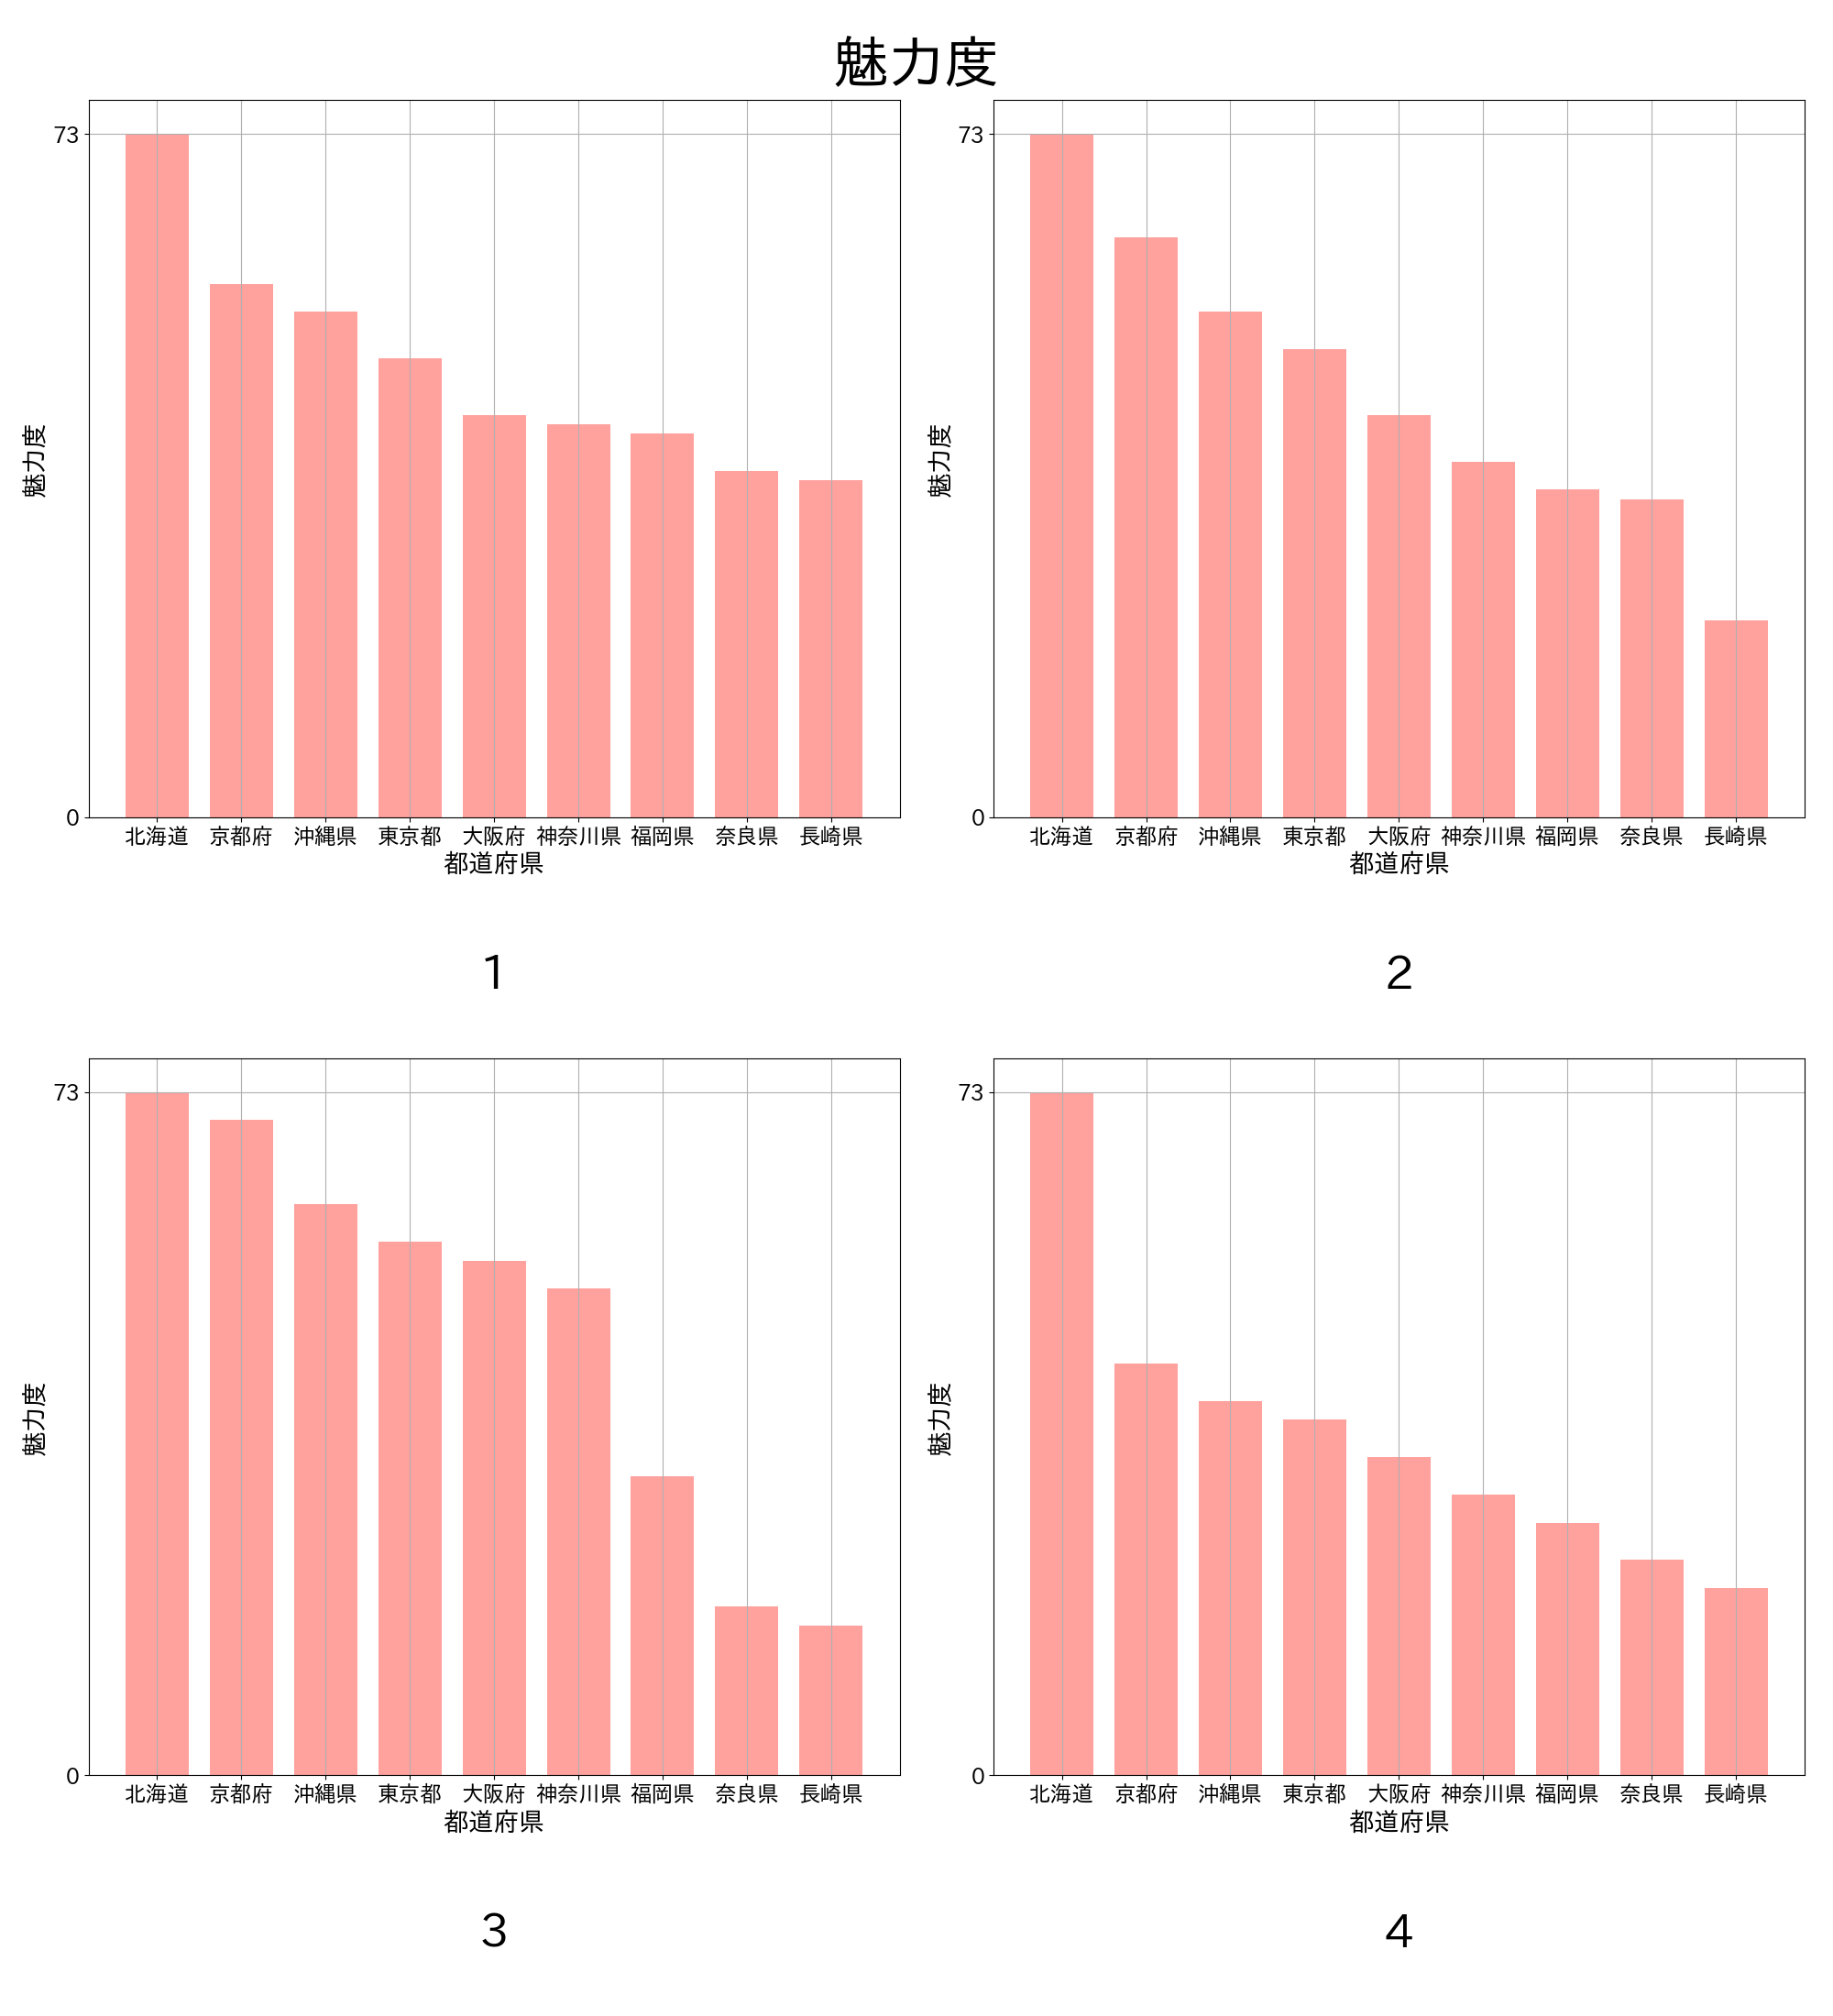 魅力度
73
0
魅力度
北海道 京都府 沖縄県 東京都 大阪府 神奈川県 福岡県 奈良県 長崎県
都道府県
1
73
0
魅力度
北海道 京都府 沖縄県 東京都 大阪府 神奈川県 福岡県 奈良県 長崎県
都道府県
2
73
0
魅力度
北海道 京都府 沖縄県 東京都 大阪府 神奈川県 福岡県 奈良県 長崎県
都道府県
3
73
0
魅力度
北海道 京都府 沖縄県 東京都 大阪府 神奈川県 福岡県 奈良県 長崎県
都道府県
4